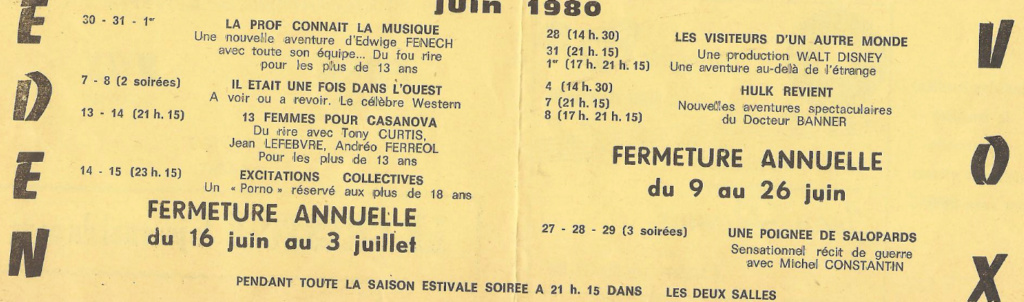 juin 1980
EDEN
30 - 31 - 1er LA PROF CONNAIT LA MUSIQUE
Une nouvelle aventure d'Edwige FENECH
avec toute son équipe... Du fou rire
pour les plus de 13 ans
7 - 8 (2 soirées) IL ETAIT UNE FOIS DANS L'OUEST
A voir ou a revoir. Le célèbre Western
13 - 14 (21 h. 15) 13 FEMMES POUR CASANOVA
Du rire avec Tony CURTIS,
Jean LEFEBVRE, Andréo FERREOL
Pour les plus de 13 ans
14 - 15 (23 h. 15) EXCITATIONS COLLECTIVES
Un « Porno » réservé aux plus de 18 ans
FERMETURE ANNUELLE
du 16 juin au 3 juillet
VOX
28 (14 h. 30) LES VISITEURS D'UN AUTRE MONDE
31 (21 h. 15) Une production WALT DISNEY
1er (17 h. 21 h. 15) Une aventure au-delà de l'étrange
4 (14 h. 30) HULK REVIENT
7 (21 h. 15) Nouvelles aventures spectaculaires
8 (17 h. 21 h. 15) du Docteur BANNER
FERMETURE ANNUELLE
du 9 au 26 juin
27 - 28 - 29 (3 soirées) UNE POIGNEE DE SALOPARDS
Sensationnel récit de guerre
avec Michel CONSTANTIN
PENDANT TOUTE LA SAISON ESTIVALE SOIREE A 21 h. 15 DANS LES DEUX SALLES